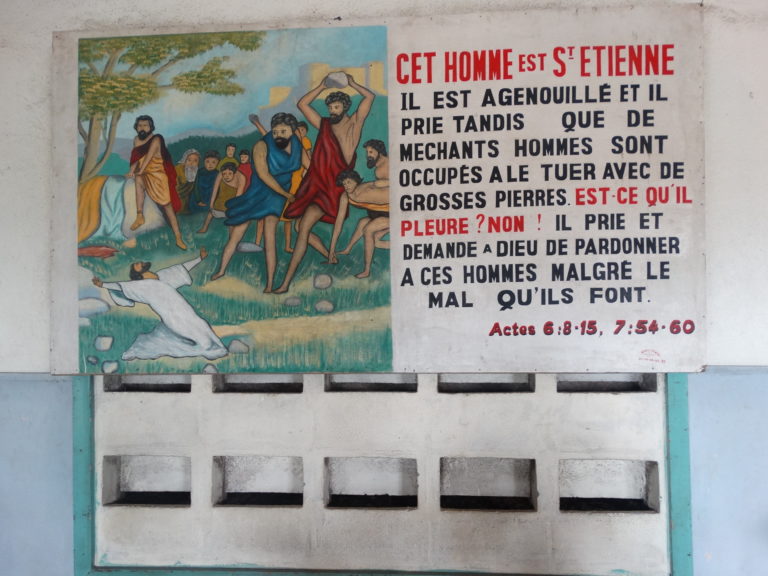 CET HOMME EST ST ETIENNE
IL EST AGENOUILLÉ ET IL
PRIE TANDIS QUE DE
MECHANTS HOMMES SONT
OCCUPÉS A LE TUER AVEC DE
GROSSES PIERRES. EST-CE QU'IL
PLEURE ? NON ! IL PRIE ET
DEMANDE A DIEU DE PARDONNER
A CES HOMMES MALGRÉ LE
MAL QU'ILS FONT.
Actes 6:8-15, 7:54-60